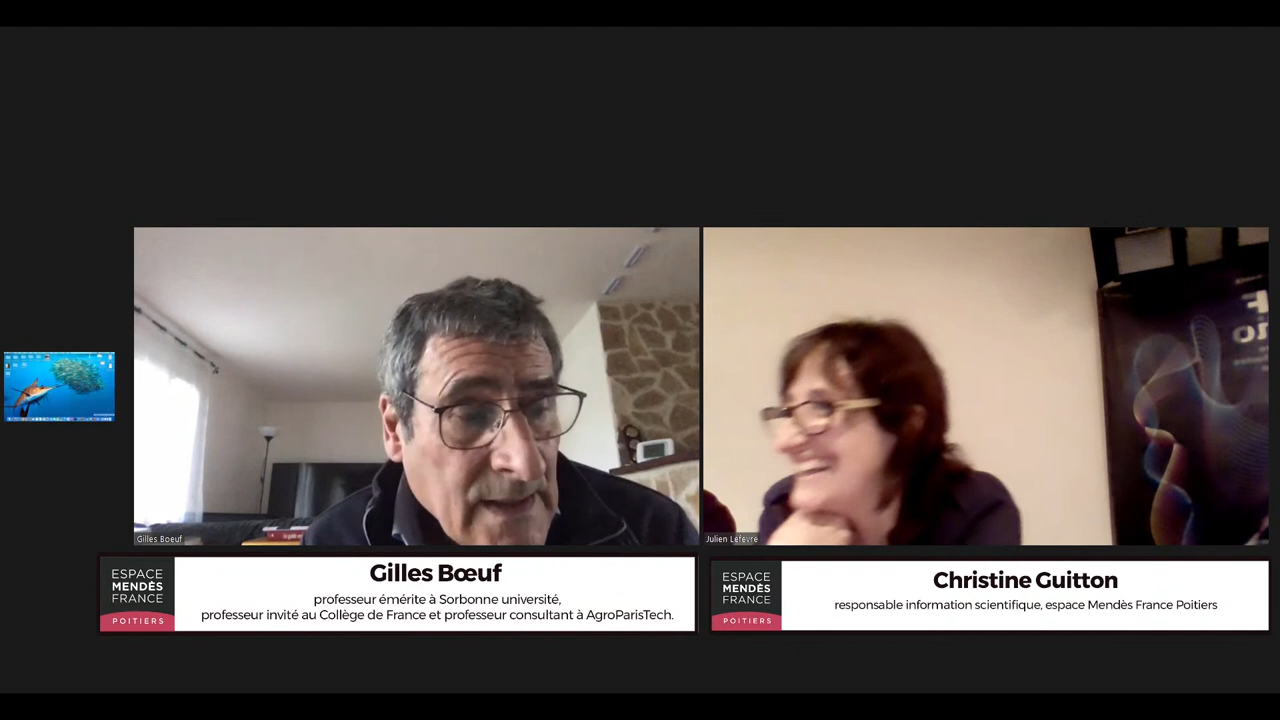 Gilles Boeuf
Julien Lefevre
ESPACE
MENDÈS
FRANCE
POITIERS
Gilles Bœuf
professeur émérite à Sorbonne université,
professeur invité au Collège de France et professeur consultant à AgroParisTech.
ESPACE
MENDÈS
FRANCE
POITIERS
Christine Guitton
responsable information scientifique, espace Mendès France Poitiers